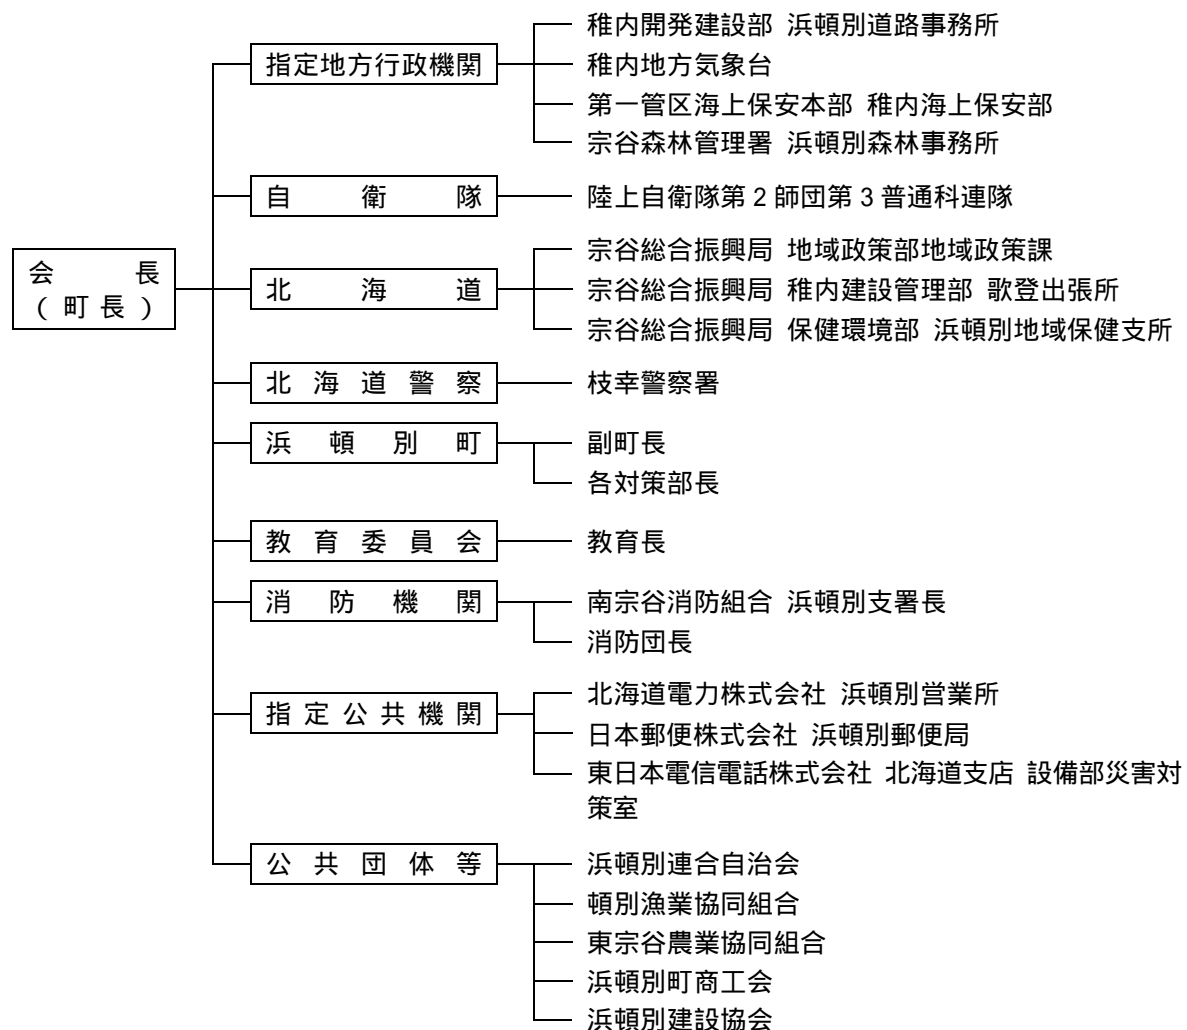 会長
(町長)
指定地方行政機関
稚内開発建設部 浜頓別道路事務所
稚内地方気象台
第一管区海上保安本部 稚内海上保安部
宗谷森林管理署 浜頓別森林事務所
自衛隊
陸上自衛隊第2師団第3普通科連隊
北海道
宗谷総合振興局 地域政策部地域政策課
宗谷総合振興局 稚内建設管理部 歌登出張所
宗谷総合振興局 保健環境部 浜頓別地域保健支所
北海道警察
枝幸警察署
浜頓別町
副町長
各対策部長
教育委員会
教育長
消防機関
南宗谷消防組合 浜頓別支署長
消防団長
指定公共機関
北海道電力株式会社 浜頓別営業所
日本郵便株式会社 浜頓別郵便局
東日本電信電話株式会社 北海道支店 設備部災害対
策室
公共団体等
浜頓別連合自治会
頓別漁業協同組合
東宗谷農業協同組合
浜頓別町商工会
浜頓別建設協会